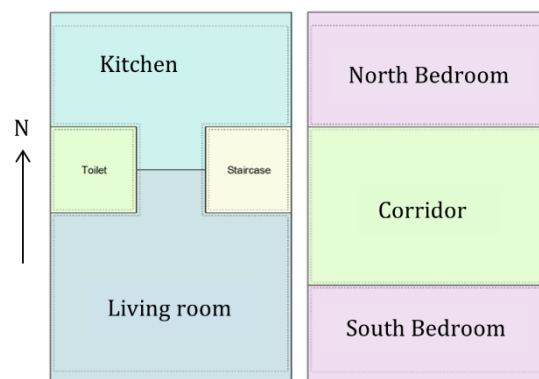 Kitchen
North Bedroom
N
Toilet
Staircase
Corridor
Living room
South Bedroom